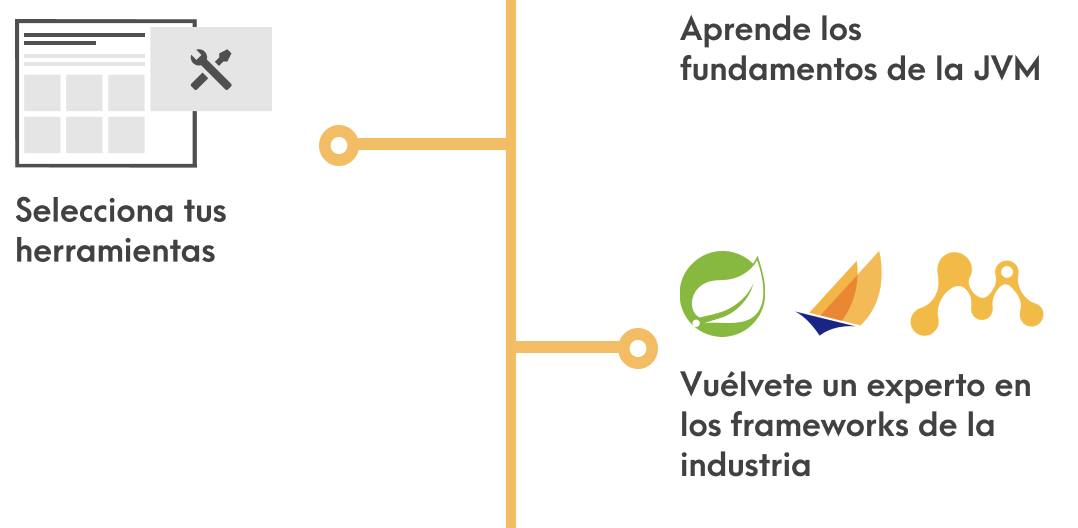 Aprende los
fundamentos de la JVM
Selecciona tus
herramientas
Vuélvete un experto en
los frameworks de la
industria